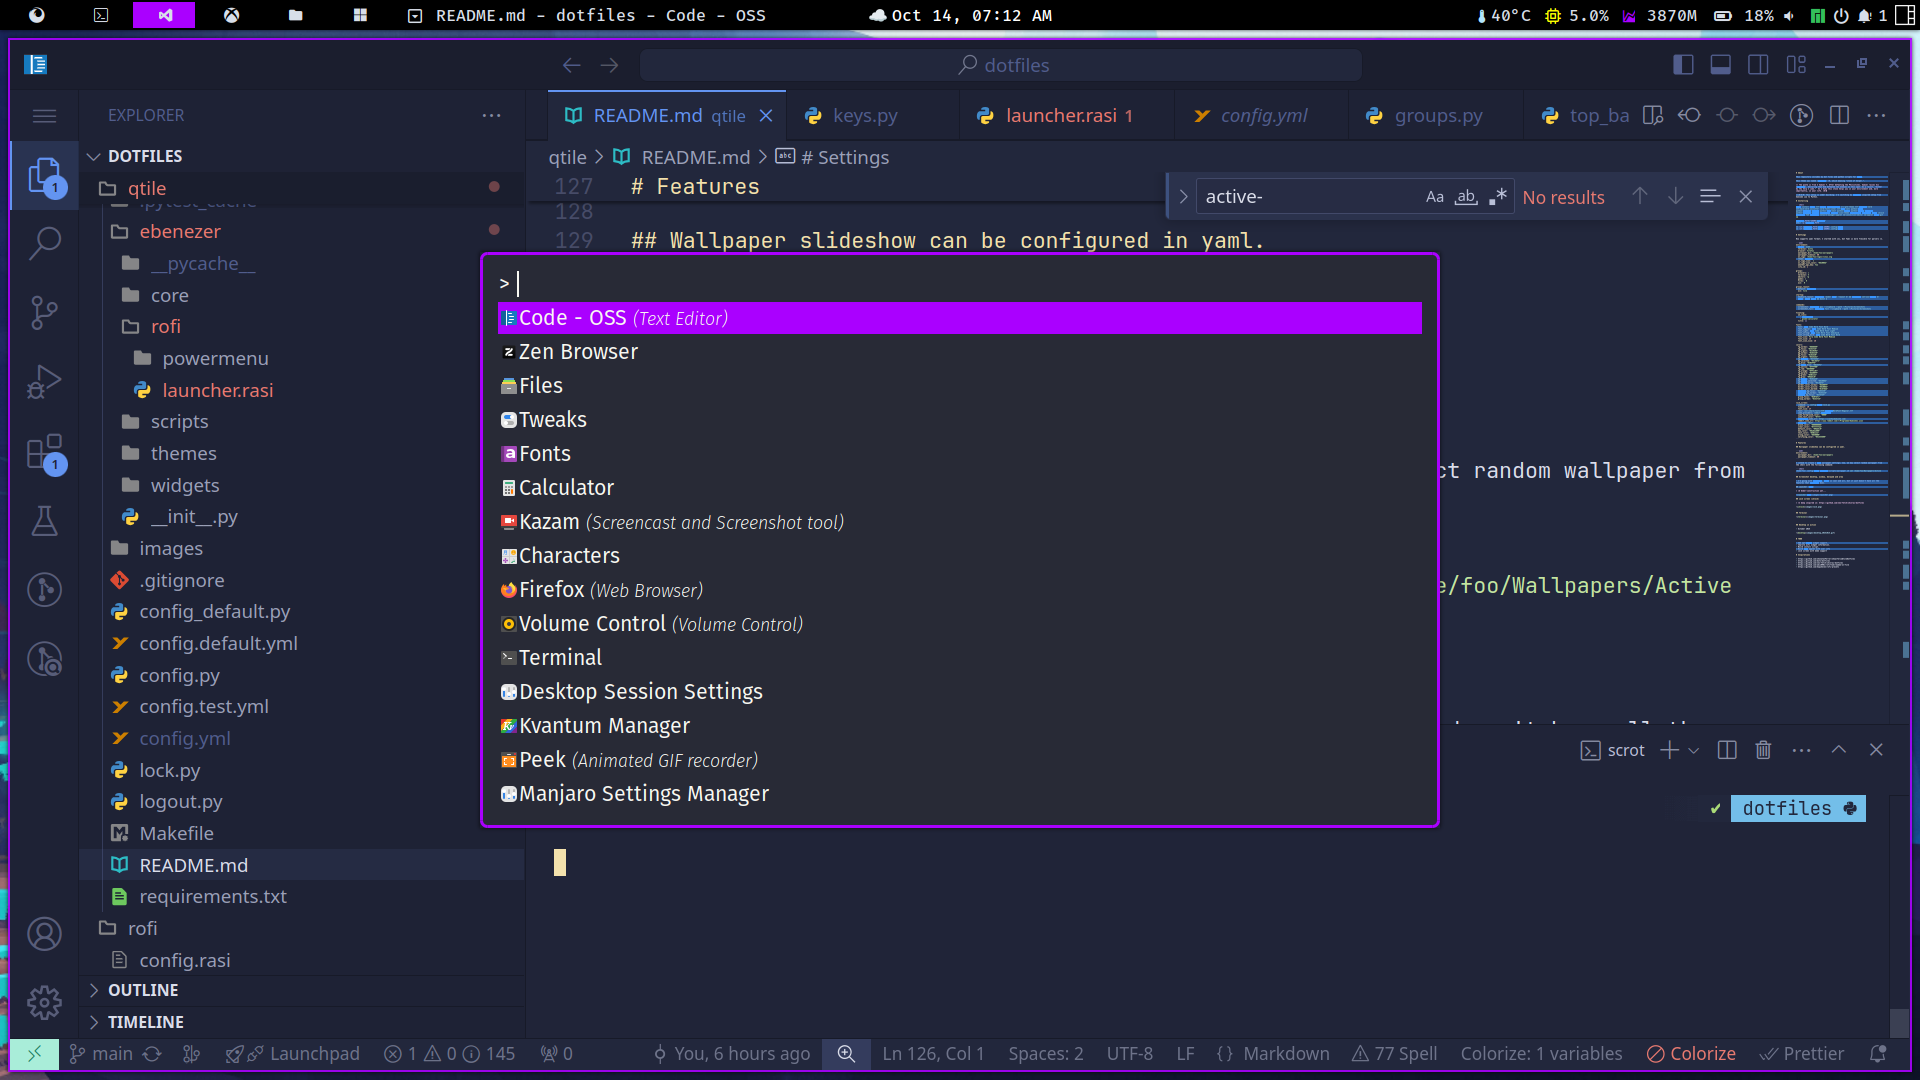 README.md - dotfiles - Code - OSS
Oct 14, 07:12 AM
40°C 5.0% 3870M 18% 1
dotfiles
EXPLORER
README.md qtile
keys.py
launcher.rasi 1
config.yml
groups.py
top_ba
DOTFILES
qtile
.pytest_cache
ebenezer
__pycache__
core
rofi
powermenu
launcher.rasi
scripts
themes
widgets
__init__.py
images
.gitignore
config_default.py
config.default.yml
config.py
config.test.yml
config.yml
lock.py
logout.py
Makefile
README.md
requirements.txt
rofi
config.rasi
OUTLINE
TIMELINE
1
1
qtile > README.md > # Settings
127 # Features
128
129 ## Wallpaper slideshow can be configured in yaml.
active-
Aa ab .*
No results
ct random wallpaper from
e/foo/Wallpapers/Active
>
Code - OSS (Text Editor)
Zen Browser
Files
Tweaks
Fonts
Calculator
Kazam (Screencast and Screenshot tool)
Characters
Firefox (Web Browser)
Volume Control (Volume Control)
Terminal
Desktop Session Settings
Kvantum Manager
Peek (Animated GIF recorder)
Manjaro Settings Manager
scrot
✔ dotfiles
main
Launchpad
1 0 145
0
You, 6 hours ago
Ln 126, Col 1
Spaces: 2
UTF-8
LF
{} Markdown
77 Spell
Colorize: 1 variables
Colorize
Prettier